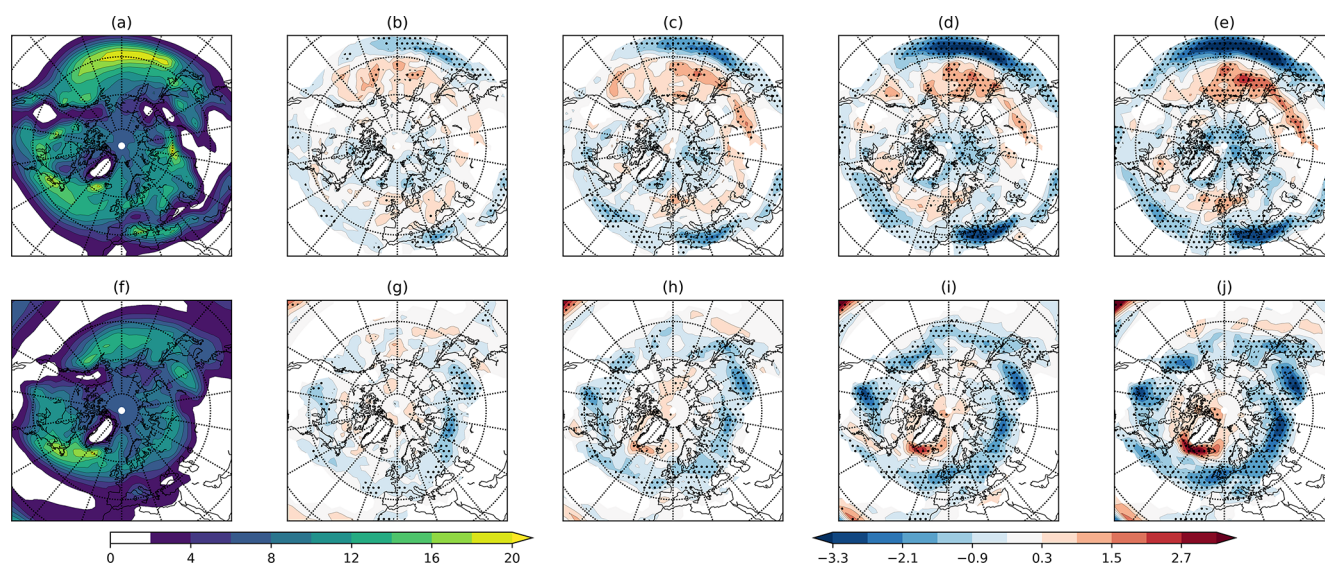 (a) (b) (c) (d) (e)
(f) (g) (h) (i) (j)
0 4 8 12 16 20 −3.3 −2.1 −0.9 0.3 1.5 2.7